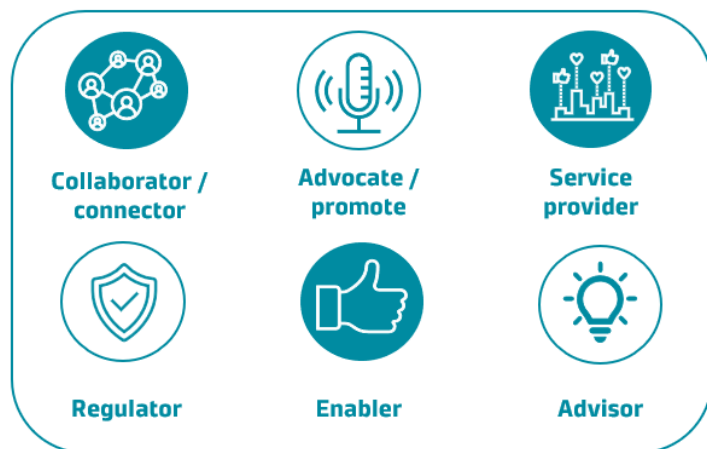 Collaborator /
connector
Advocate /
promote
Service
provider
Regulator
Enabler
Advisor